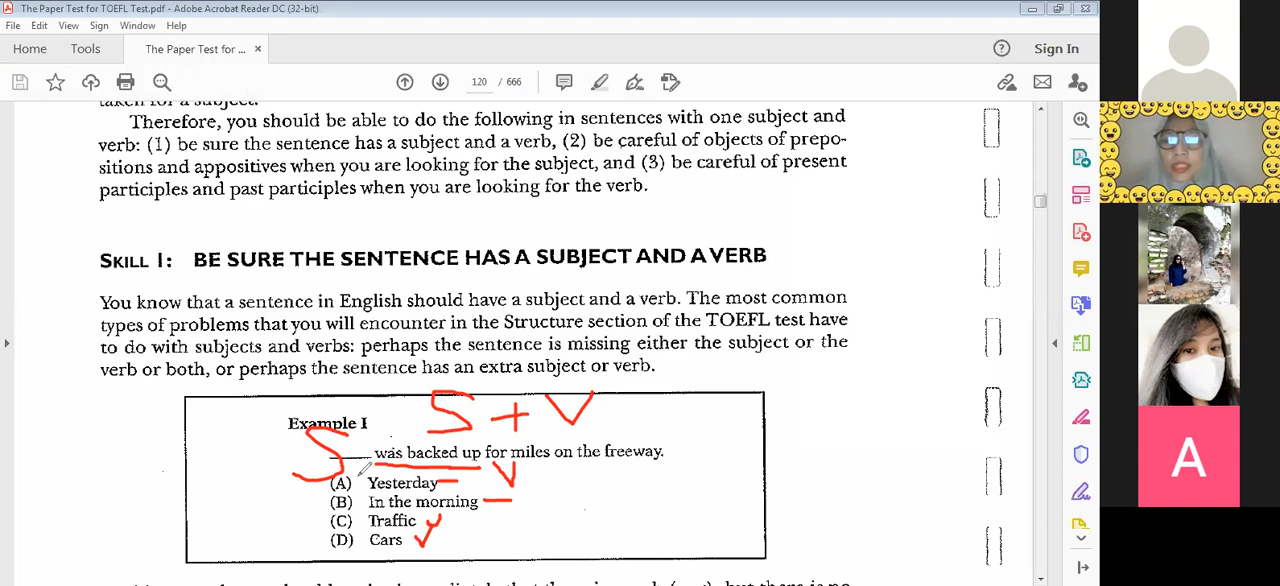 The Paper Test for TOEFL Test.pdf - Adobe Acrobat Reader DC (32-bit)
File Edit View Sign Window Help
Home Tools The Paper Test for ... × Sign In
120 / 666
taken for a subject.
Therefore, you should be able to do the following in sentences with one subject and
verb: (1) be sure the sentence has a subject and a verb, (2) be careful of objects of prepo-
sitions and appositives when you are looking for the subject, and (3) be careful of present
participles and past participles when you are looking for the verb.
SKILL 1: BE SURE THE SENTENCE HAS A SUBJECT AND A VERB
You know that a sentence in English should have a subject and a verb. The most common
types of problems that you will encounter in the Structure section of the TOEFL test have
to do with subjects and verbs: perhaps the sentence is missing either the subject or the
verb or both, or perhaps the sentence has an extra subject or verb.
S + V
Example I
S
_____ was backed up for miles on the freeway.
V
(A) Yesterday
(B) In the morning
(C) Traffic
(D) Cars
A